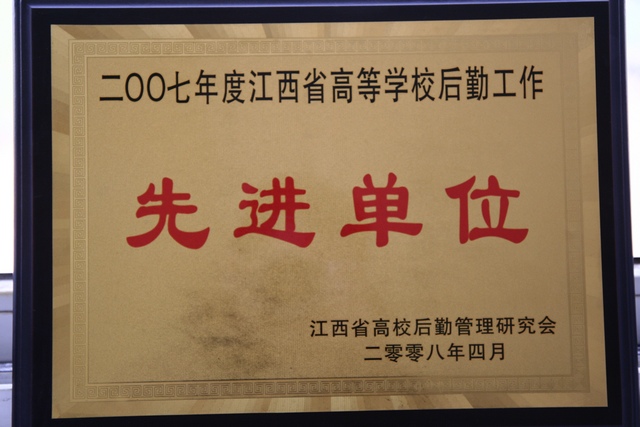 二〇〇七年度江西省高等学校后勤工作
先进单位
江西省高校后勤管理研究会
二零零八年四月